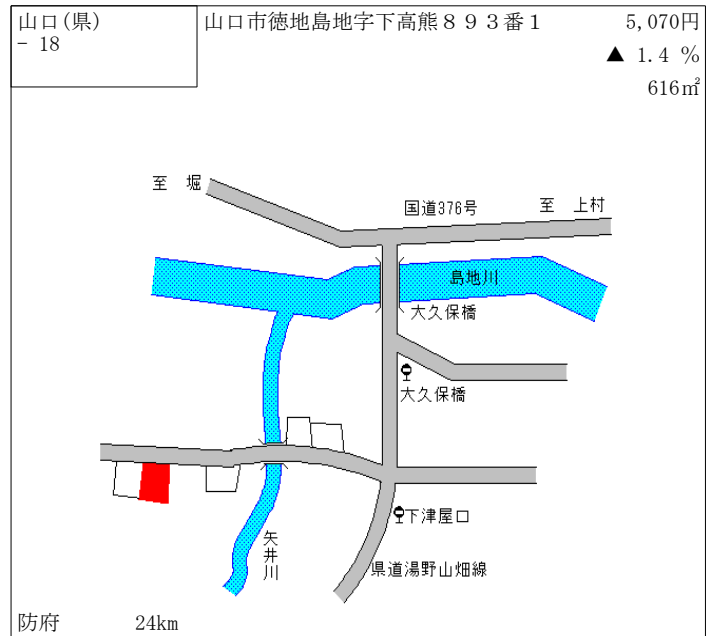 山口(県)
- 18
山口市徳地島地字下高熊８９３番１
5,070円
▲ 1.4 %
616㎡
至 堀
国道376号
至 上村
島地川
大久保橋
大久保橋
下津屋口
矢井川
県道湯野山畑線
防府 24km